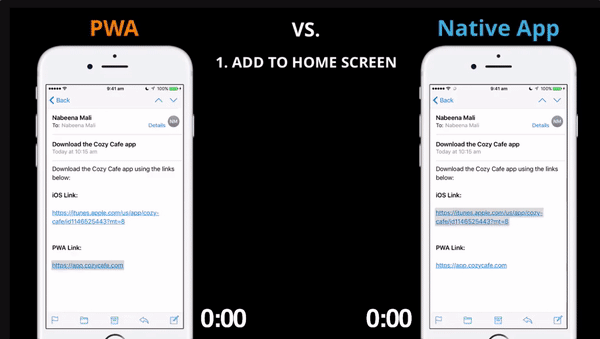 PWA
VS.
Native App
1. ADD TO HOME SCREEN
9:41 am
100%
Back
Nabeena Mali
To: Nabeena Mali
Details
NM
Download the Cozy Cafe app
Today at 10:15 am
Download the Cozy Cafe app using the links
below:
iOS Link:
https://itunes.apple.com/us/app/cozy-
cafe/id1146525443?mt=8
PWA Link:
https://app.cozycafe.com
0:00
9:41 am
100%
Back
Nabeena Mali
To: Nabeena Mali
Details
NM
Download the Cozy Cafe app
Today at 10:15 am
Download the Cozy Cafe app using the links
below:
iOS Link:
https://itunes.apple.com/us/app/cozy-
cafe/id1146525443?mt=8
PWA Link:
https://app.cozycafe.com
0:00